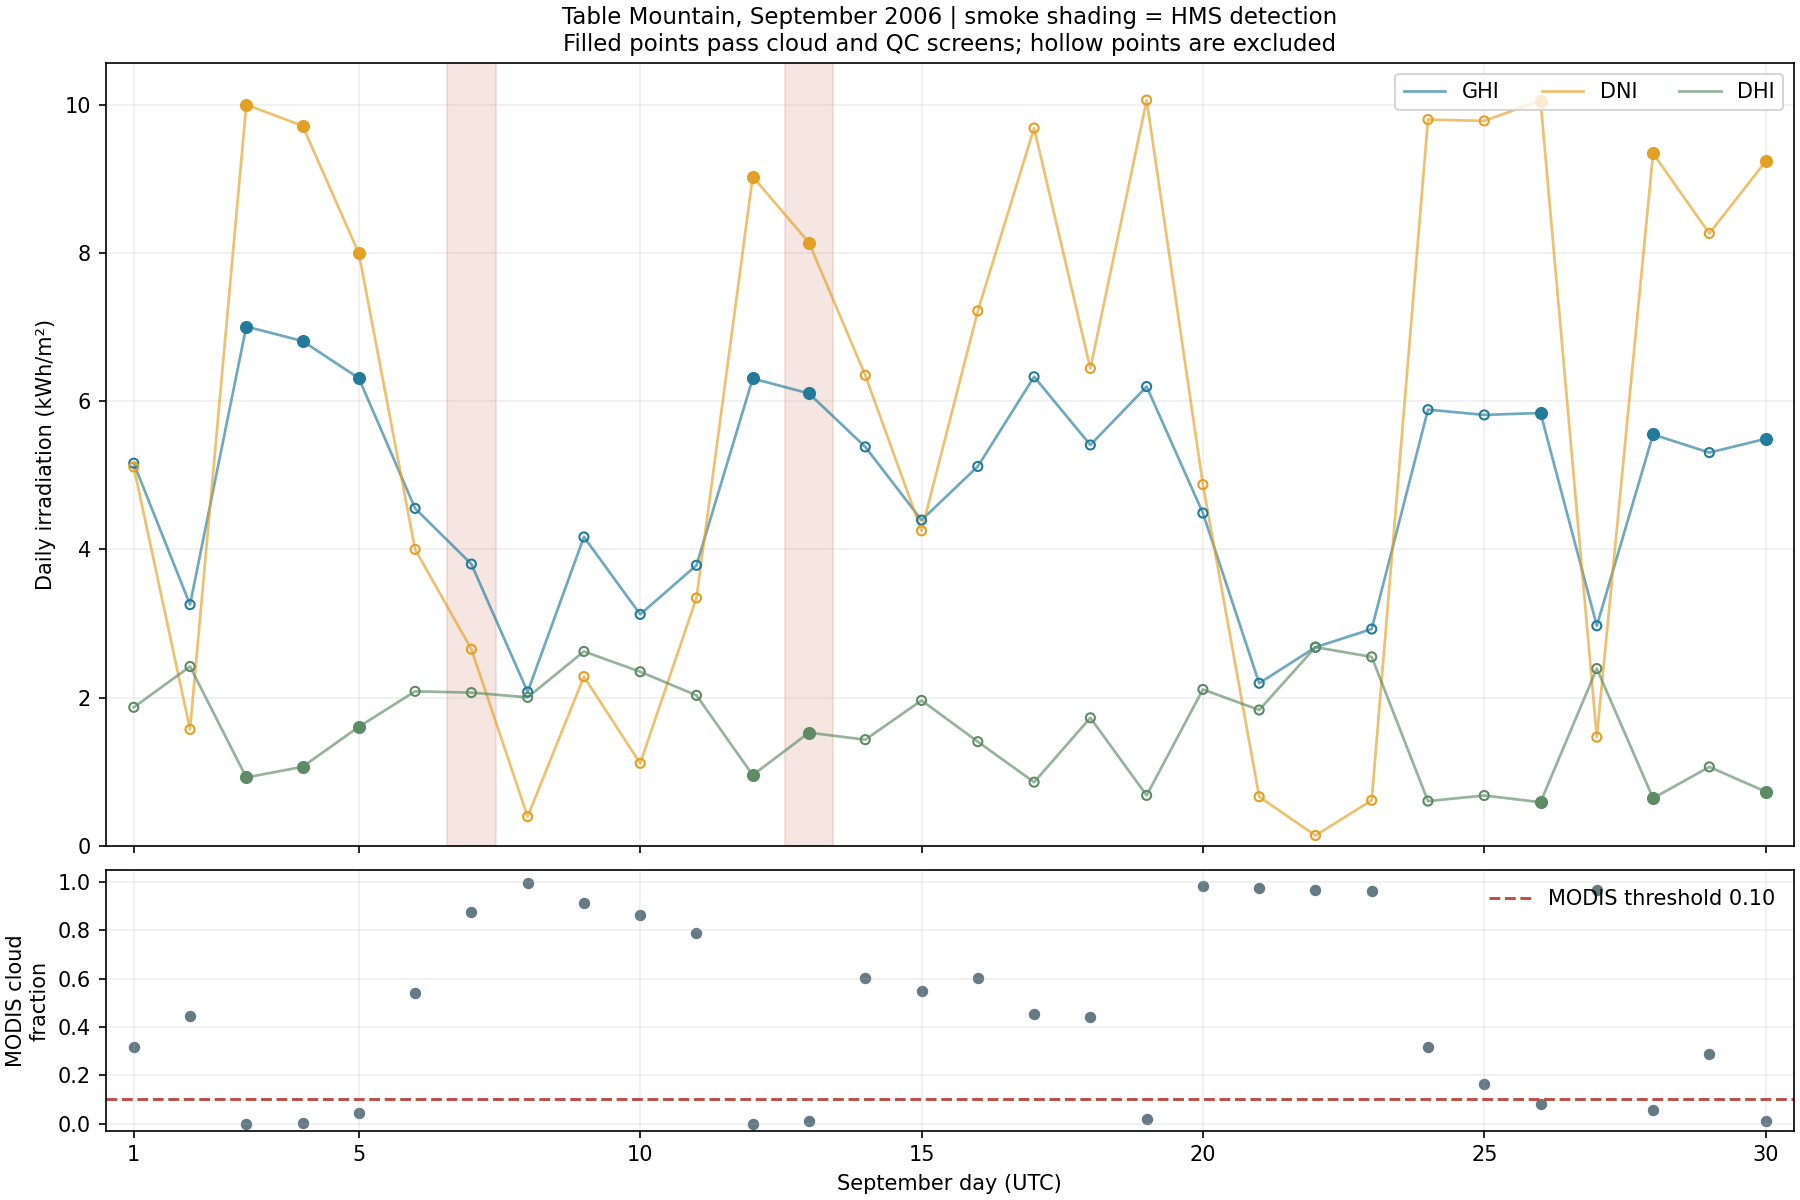 Table Mountain, September 2006 | smoke shading = HMS detection
Filled points pass cloud and QC screens; hollow points are excluded
GHI
DNI
DHI
10
8
6
4
2
0
Daily irradiation (kWh/m²)
MODIS threshold 0.10
1.0
0.8
0.6
0.4
0.2
0.0
MODIS cloud
fraction
1
5
10
15
20
25
30
September day (UTC)